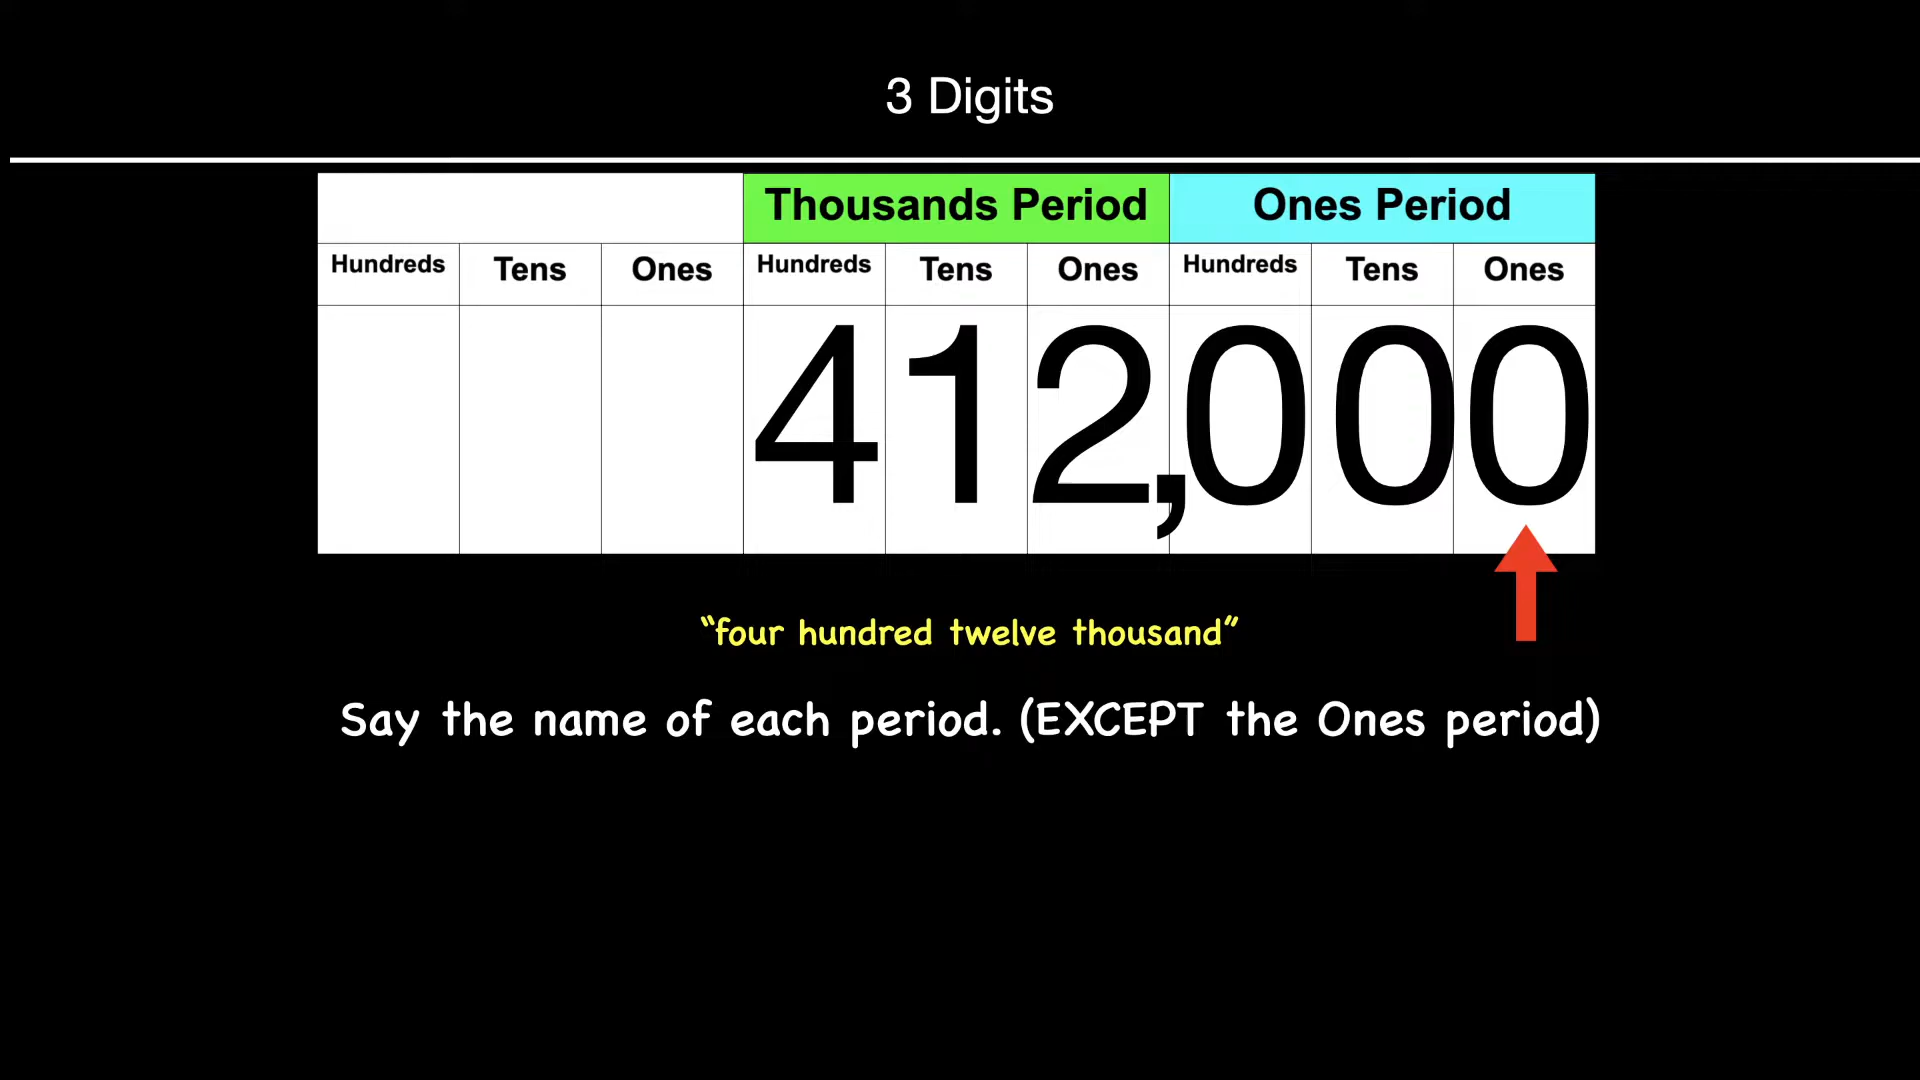 3 Digits
Thousands Period Ones Period
Hundreds Tens Ones Hundreds Tens Ones Hundreds Tens Ones
412,000
“four hundred twelve thousand”
Say the name of each period. (EXCEPT the Ones period)